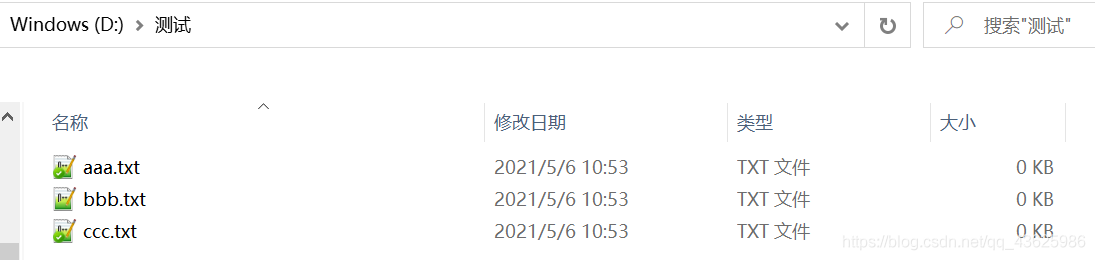 Windows (D:) 测试 搜索"测试"
名称 修改日期 类型 大小
aaa.txt 2021/5/6 10:53 TXT 文件 0 KB
bbb.txt 2021/5/6 10:53 TXT 文件 0 KB
ccc.txt 2021/5/6 10:53 TXT 文件 0 KB
https://blog.csdn.net/qq_43625986